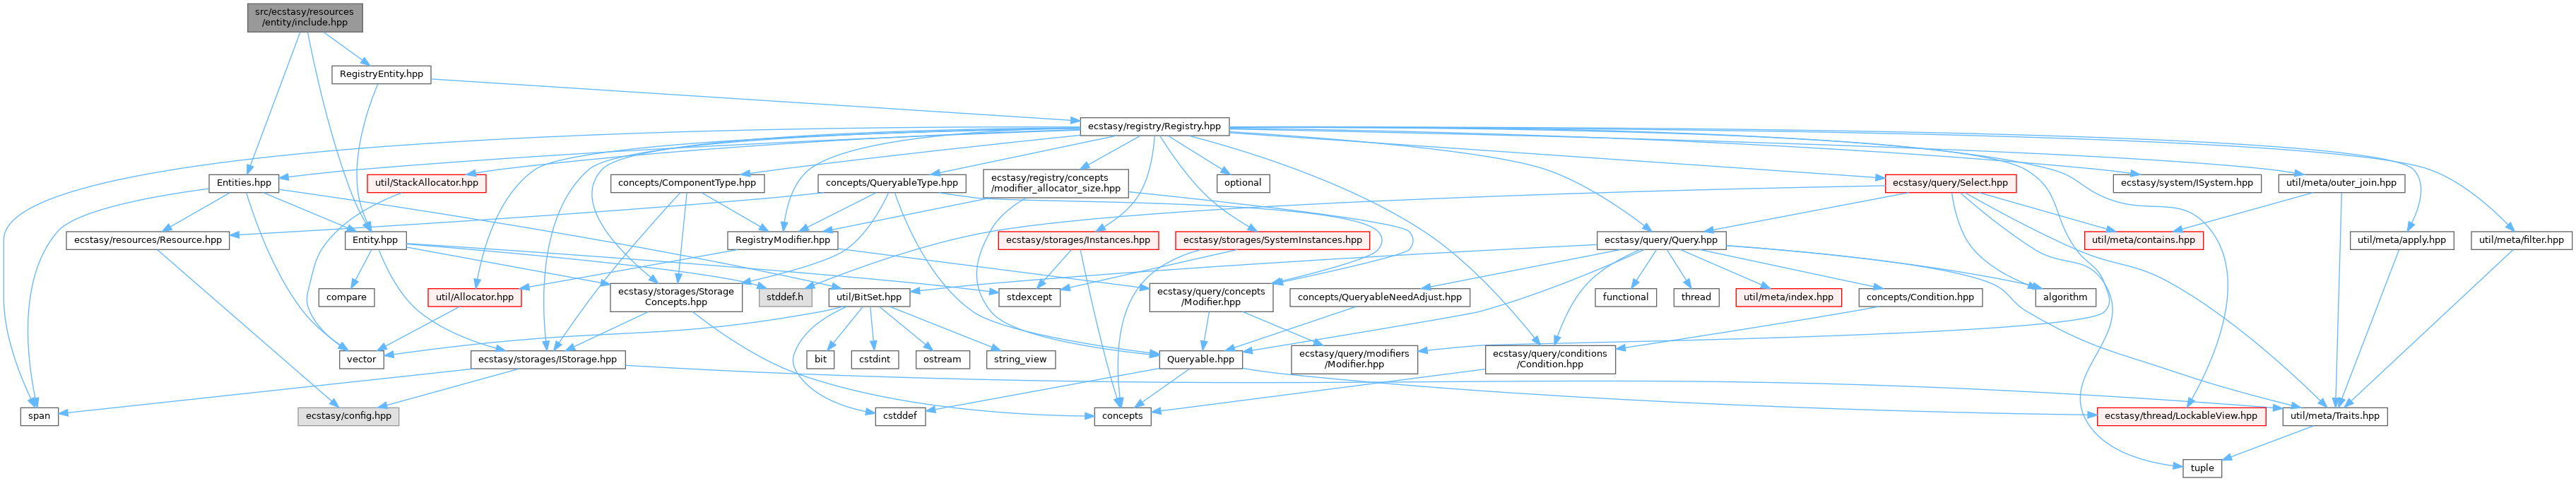 src/ecstasy/resources
/entity/include.hpp
RegistryEntity.hpp
ecstasy/registry/Registry.hpp
Entities.hpp
util/StackAllocator.hpp
concepts/ComponentType.hpp
concepts/QueryableType.hpp
ecstasy/registry/concepts
/modifier_allocator_size.hpp
optional
ecstasy/query/Select.hpp
ecstasy/system/ISystem.hpp
util/meta/outer_join.hpp
ecstasy/resources/Resource.hpp
Entity.hpp
RegistryModifier.hpp
ecstasy/storages/Instances.hpp
ecstasy/storages/SystemInstances.hpp
ecstasy/query/Query.hpp
util/meta/contains.hpp
util/meta/apply.hpp
util/meta/filter.hpp
compare
util/Allocator.hpp
ecstasy/storages/Storage
Concepts.hpp
stddef.h
util/BitSet.hpp
stdexcept
ecstasy/query/concepts
/Modifier.hpp
concepts/QueryableNeedAdjust.hpp
functional
thread
util/meta/index.hpp
concepts/Condition.hpp
algorithm
vector
ecstasy/storages/IStorage.hpp
bit
cstdint
ostream
string_view
Queryable.hpp
ecstasy/query/modifiers
/Modifier.hpp
ecstasy/query/conditions
/Condition.hpp
span
ecstasy/config.hpp
cstddef
concepts
ecstasy/thread/LockableView.hpp
util/meta/Traits.hpp
tuple